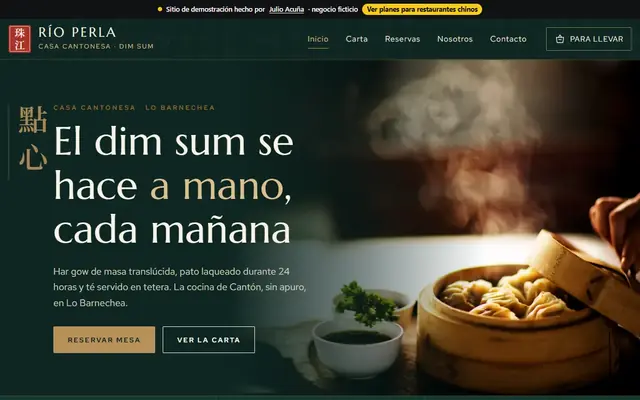 Sitio de demostración hecho por Julio Acuña · negocio ficticio Ver planes para restaurantes chinos
珠江
RÍO PERLA
CASA CANTONESA · DIM SUM
Inicio Carta Reservas Nosotros Contacto PARA LLEVAR
點心
CASA CANTONESA LO BARNECHEA
El dim sum se
hace a mano,
cada mañana
Har gow de masa translúcida, pato laqueado durante 24
horas y té servido en tetera. La cocina de Cantón, sin apuro,
en Lo Barnechea.
RESERVAR MESA VER LA CARTA